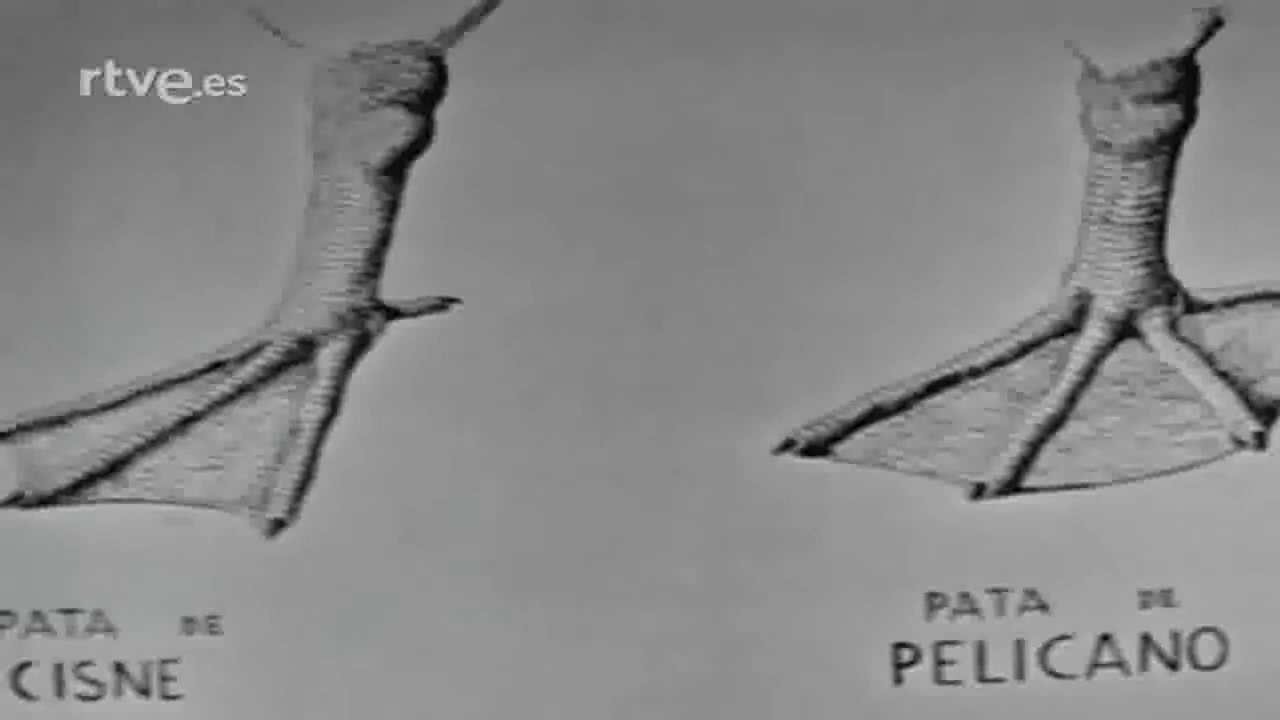 rtve.es
PATA DE
CISNE
PATA DE
PELICANO